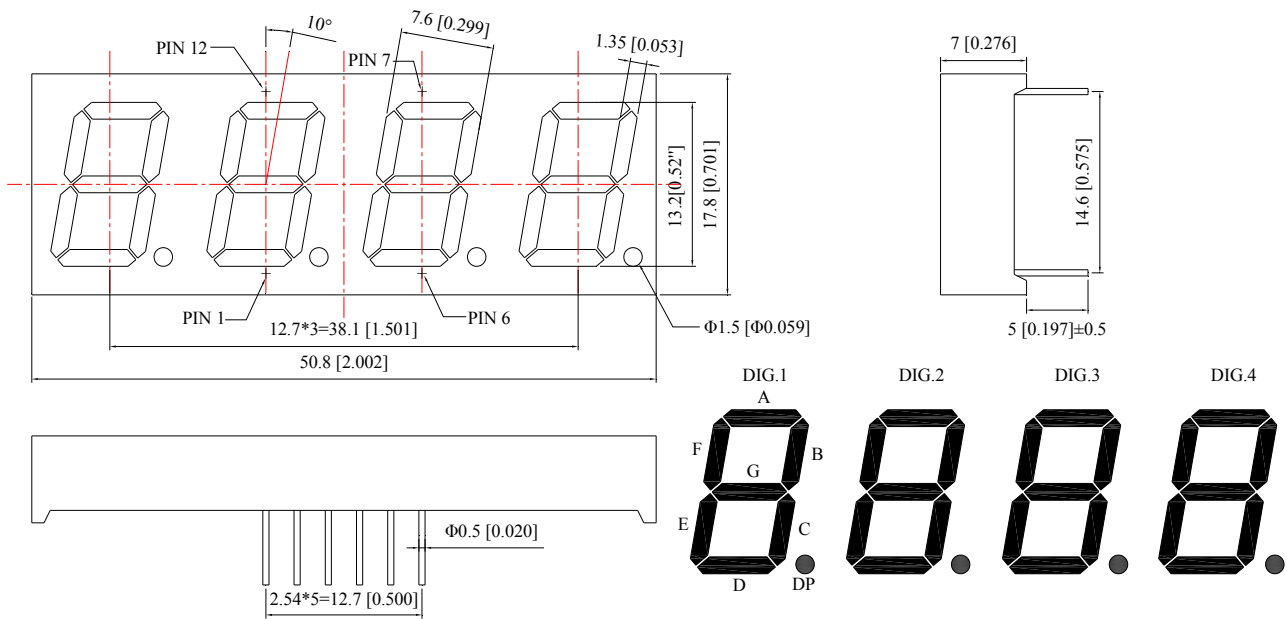 10°
7.6 [0.299]
PIN 12
PIN 7
1.35 [0.053]
7 [0.276]
13.2[0.52"]
17.8 [0.701]
14.6 [0.575]
PIN 1
PIN 6
12.7*3=38.1 [1.501]
Φ1.5 [Φ0.059]
5 [0.197]±0.5
50.8 [2.002]
DIG.1
DIG.2
DIG.3
DIG.4
A
F
B
G
E
C
D
DP
Φ0.5 [0.020]
2.54*5=12.7 [0.500]